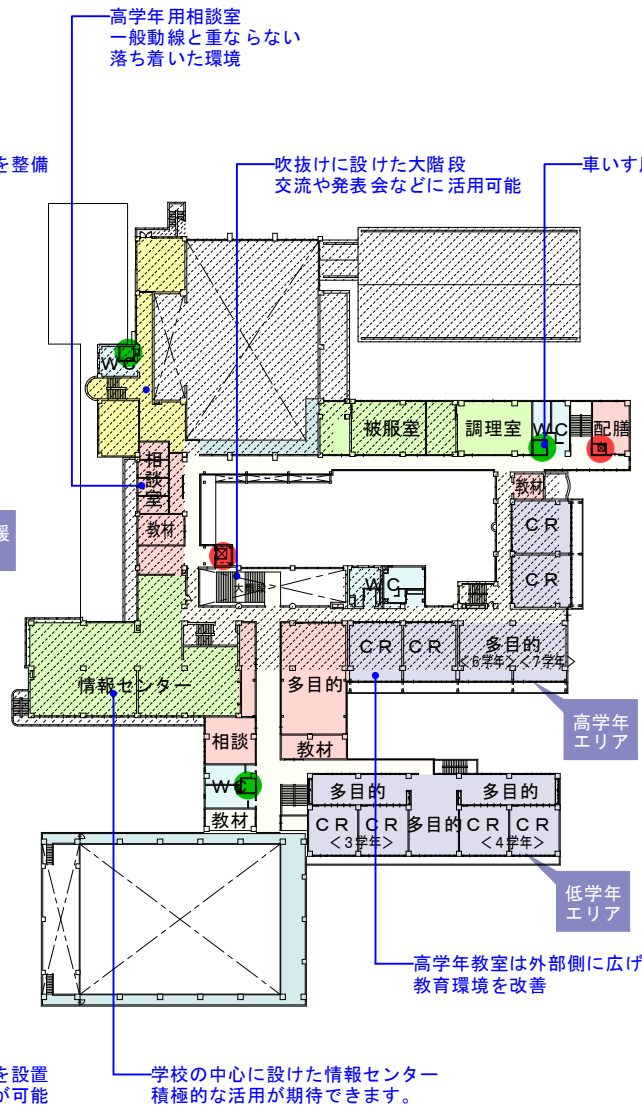 高学年用相談室
一般動線と重ならない
落ち着いた環境
を整備
吹抜けに設けた大階段
交流や発表会などに活用可能
車いす
WC
被服室
調理室
WC
配膳
相談室
教材
教材
CR
CR
援
大階段
WC
情報センター
多目的
CR
CR
多目的
<6学年>
<7学年>
高学年
エリア
相談
教材
WC
教材
多目的
多目的
CR
CR
多目的
CR
CR
<3学年>
<4学年>
低学年
エリア
高学年教室は外部側に広げ
教育環境を改善
を設置
が可能
学校の中心に設けた情報センター
積極的な活用が期待できます。